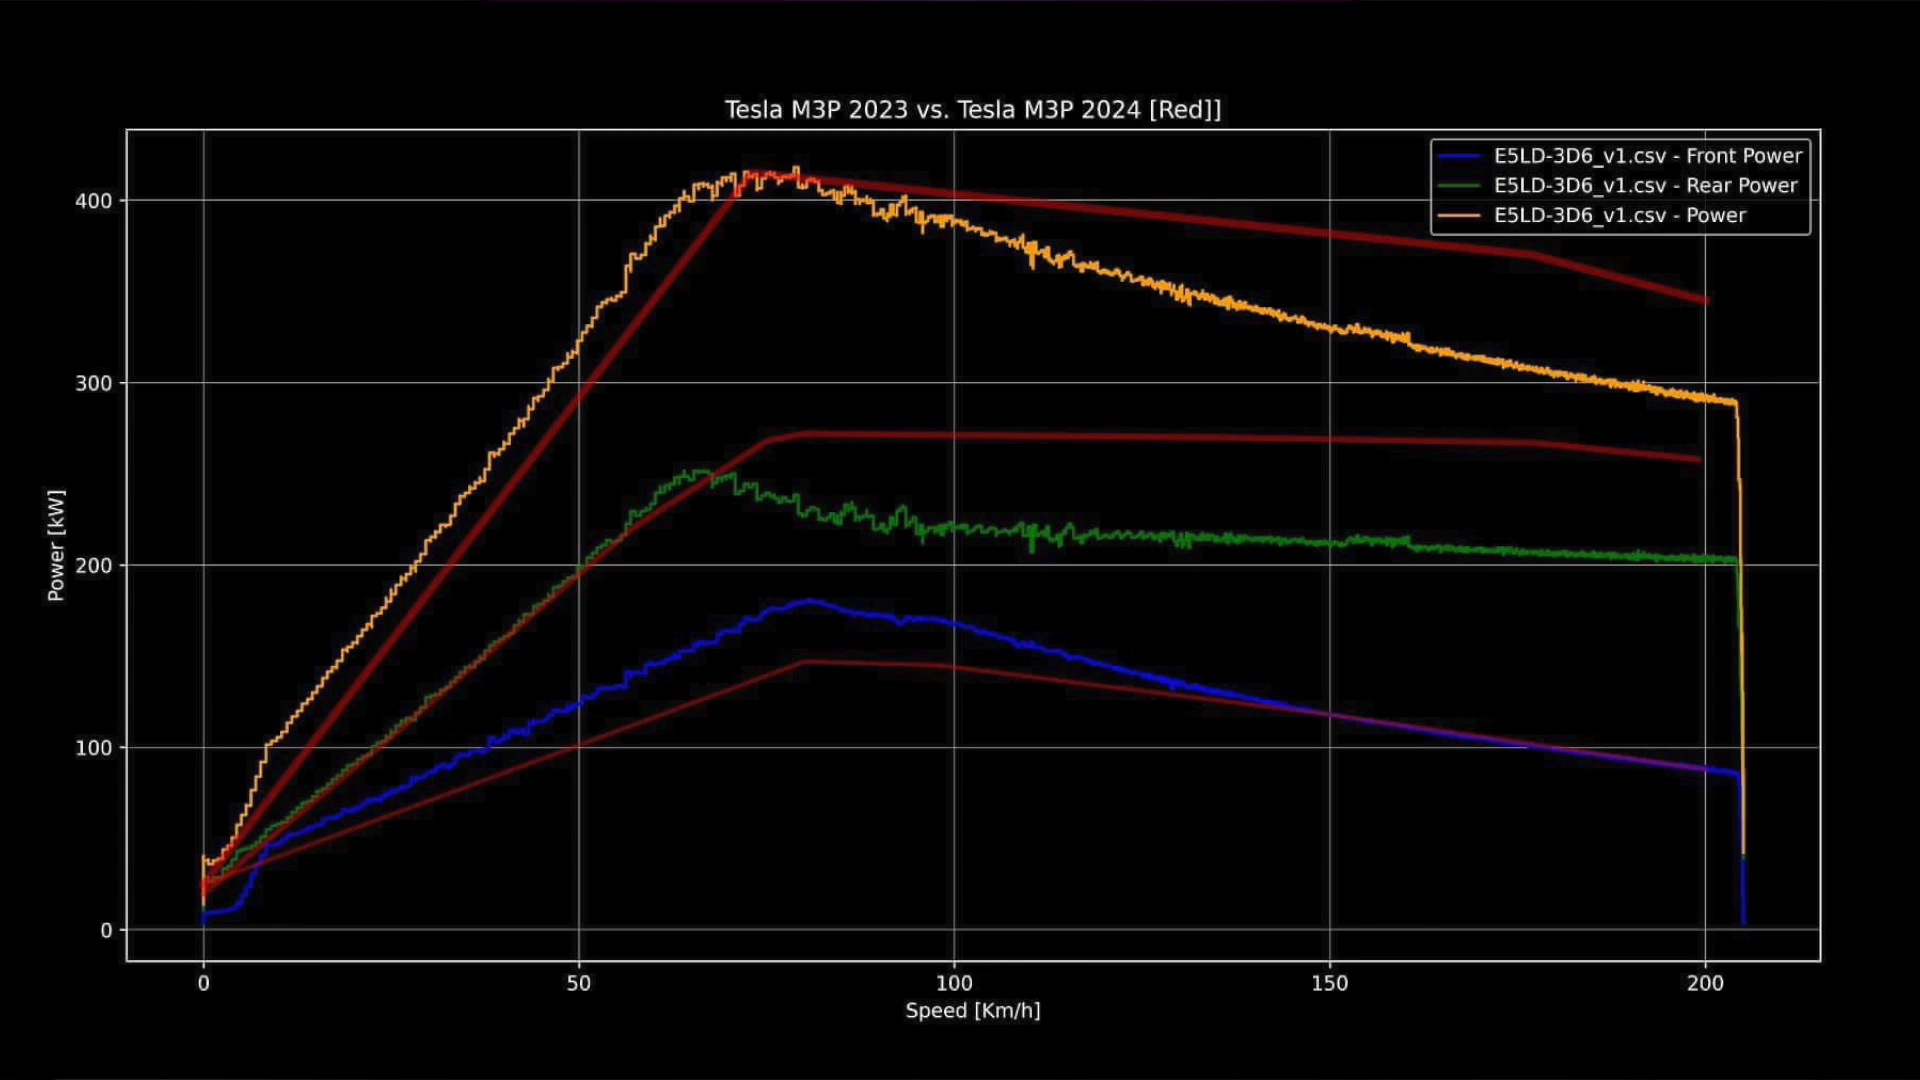 Tesla M3P 2023 vs. Tesla M3P 2024 [Red]]
E5LD-3D6_v1.csv - Front Power
E5LD-3D6_v1.csv - Rear Power
E5LD-3D6_v1.csv - Power
400
300
200
100
0
Power [kW]
0 50 100 150 200
Speed [Km/h]